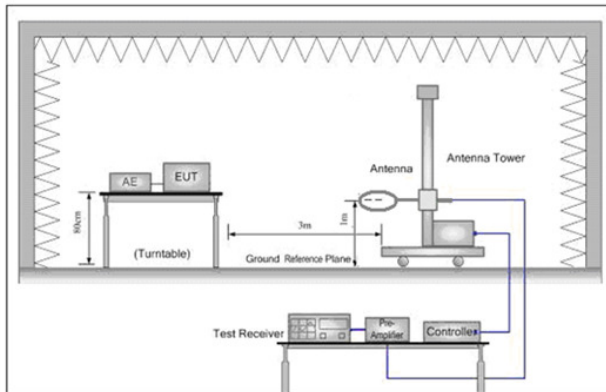 Antenna
Antenna Tower
AE
EUT
80cm
(Turntable)
3m
1m
Ground Reference Plane
Test Receiver
Pre-
Amplifier
Controller